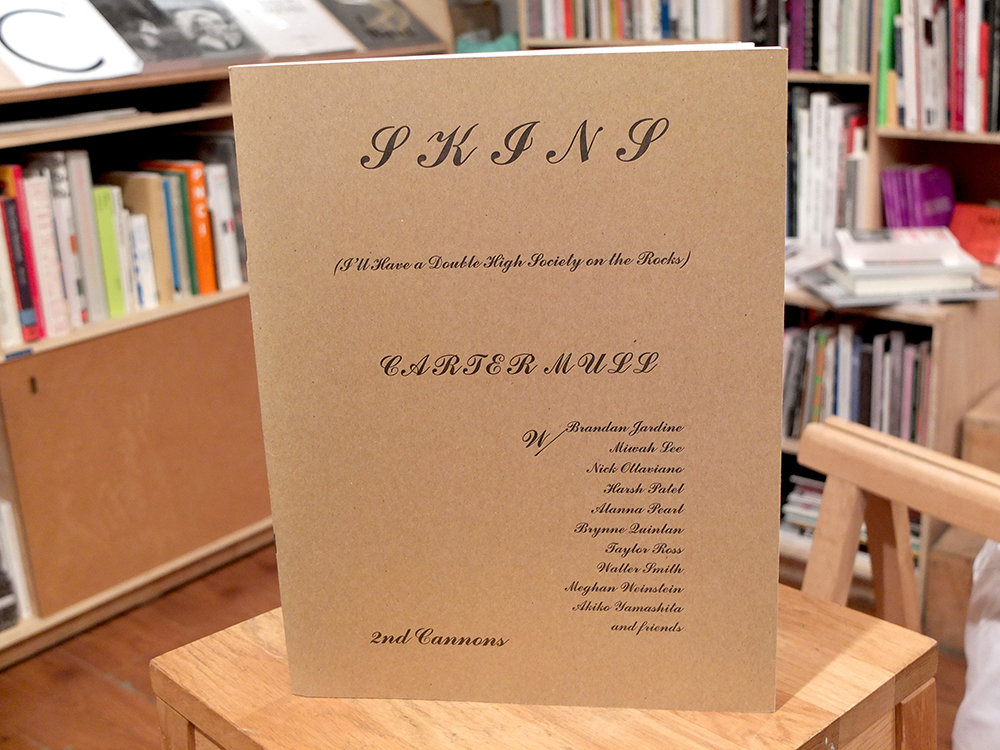 SKINS
(I'll Have a Double High Society on the Rocks)
CARTER MULL
W/ Brandan Jardine
Miwah Lee
Nick Ottaviano
Harsh Patel
Alanna Pearl
Brynne Quinlan
Taylor Ross
Walter Smith
Meghan Weinstein
Akiko Yamashita
and friends
2nd Cannons